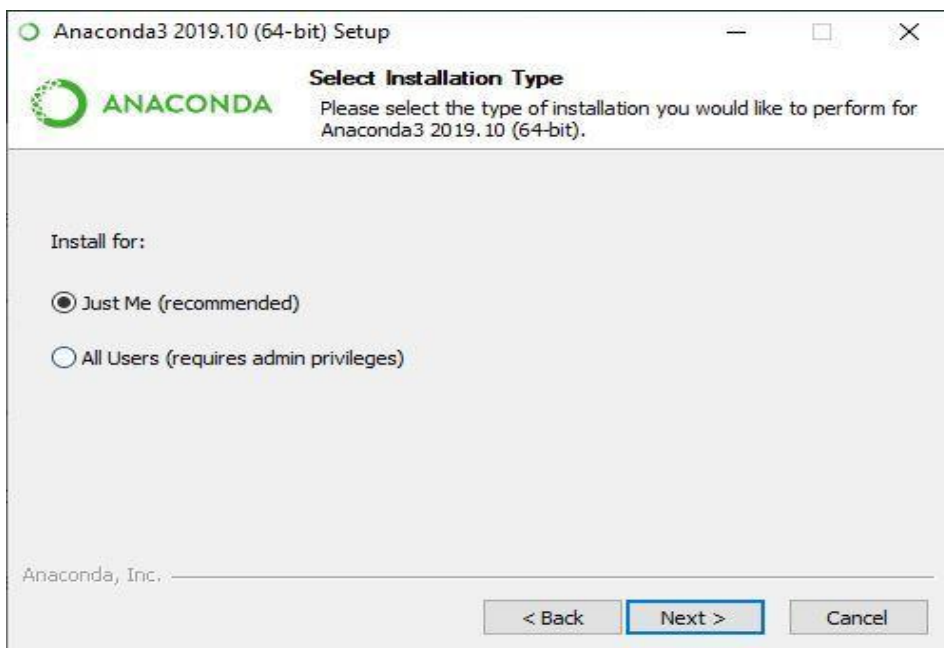 Anaconda3 2019.10 (64-bit) Setup
ANACONDA
Select Installation Type
Please select the type of installation you would like to perform for
Anaconda3 2019.10 (64-bit).
Install for:
Just Me (recommended)
All Users (requires admin privileges)
Anaconda, Inc.
< Back
Next >
Cancel